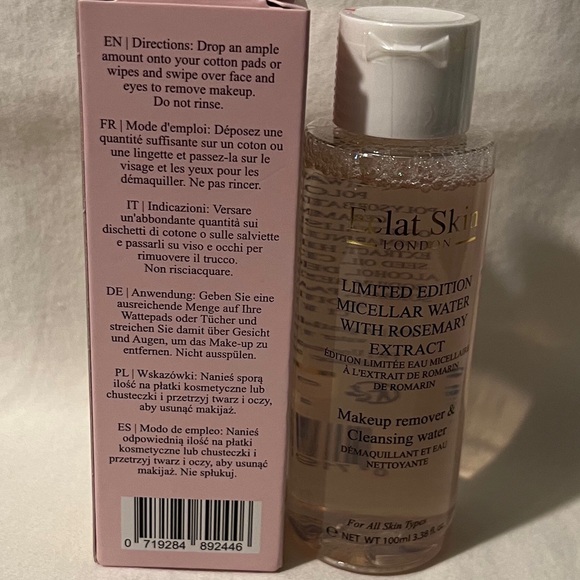 EN | Directions: Drop an ample
amount onto your cotton pads or
wipes and swipe over face and
eyes to remove makeup.
Do not rinse.
FR | Mode d'emploi: Déposez une
quantité suffisante sur un coton ou
une lingette et passez-la sur le
visage et les yeux pour les
démaquiller. Ne pas rincer.
IT | Indicazioni: Versare
un'abbondante quantità sui
dischetti di cotone o sulle salviette
e passarli su viso e occhi per
rimuovere il trucco.
Non risciacquare.
DE | Anwendung: Geben Sie eine
ausreichende Menge auf Ihre
Wattepads oder Tücher und
streichen Sie damit über Gesicht
und Augen, um das Make-up zu
entfernen. Nicht ausspülen.
PL | Wskazówki: Nanieś sporą
ilość na płatki kosmetyczne lub
chusteczki i przetrzyj twarz i oczy,
aby usunąć makijaż.
ES | Modo de empleo: Nanieś
odpowiednią ilość na płatki
kosmetyczne lub chusteczki i
przetrzyj twarz i oczy, aby usunąć
makijaż. Nie spłukuj.
0 719284 892446
Eclat Skin
LONDON
LIMITED EDITION
MICELLAR WATER
WITH ROSEMARY
EXTRACT
ÉDITION LIMITÉE EAU MICELLAIRE
À L'EXTRAIT DE ROMARIN
DE ROMARIN
Makeup remover &
Cleansing water
DÉMAQUILLANT ET EAU
NETTOYANTE
For All Skin Types
℮ NET WT 100ml 3.38 fl. oz.